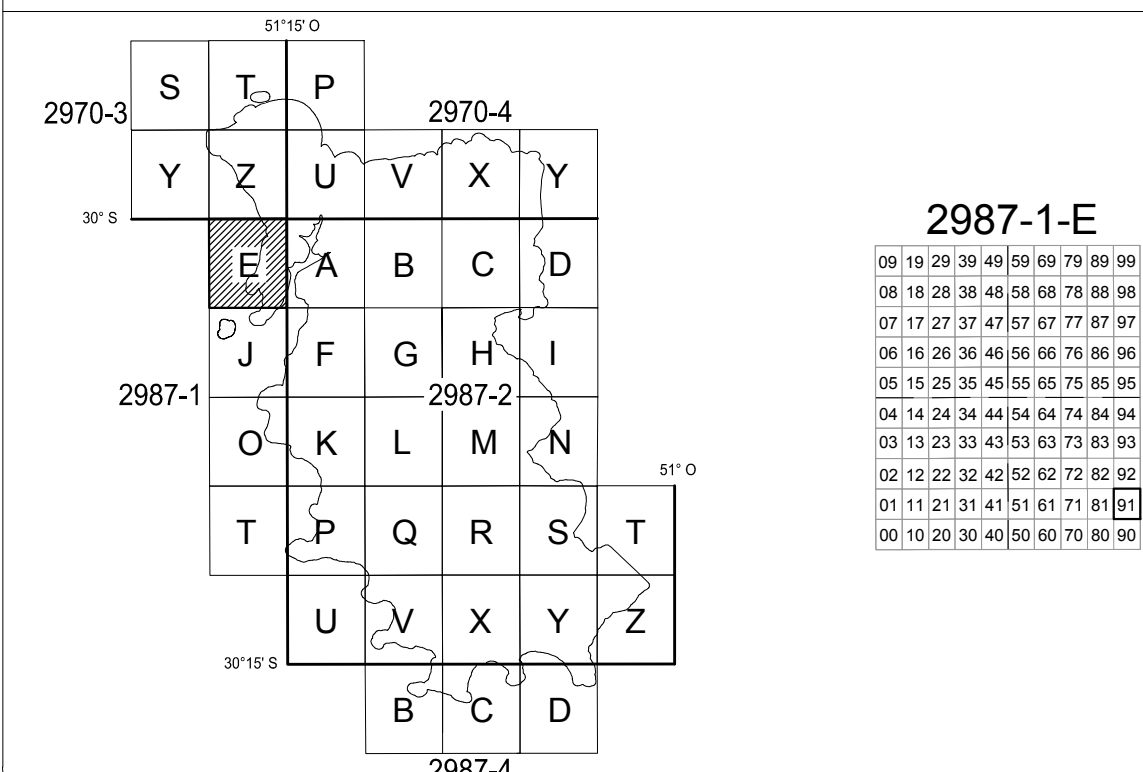 51°15' O
S T P
2970-3 2970-4
Y Z U V X Y
30° S
E A B C D
J F G H I
2987-1 2987-2
O K L M N
51° O
T P Q R S T
U V X Y Z
30°15' S
B C D
2987-4
2987-1-E
09 19 29 39 49 59 69 79 89 99
08 18 28 38 48 58 68 78 88 98
07 17 27 37 47 57 67 77 87 97
06 16 26 36 46 56 66 76 86 96
05 15 25 35 45 55 65 75 85 95
04 14 24 34 44 54 64 74 84 94
03 13 23 33 43 53 63 73 83 93
02 12 22 32 42 52 62 72 82 92
01 11 21 31 41 51 61 71 81 91
00 10 20 30 40 50 60 70 80 90